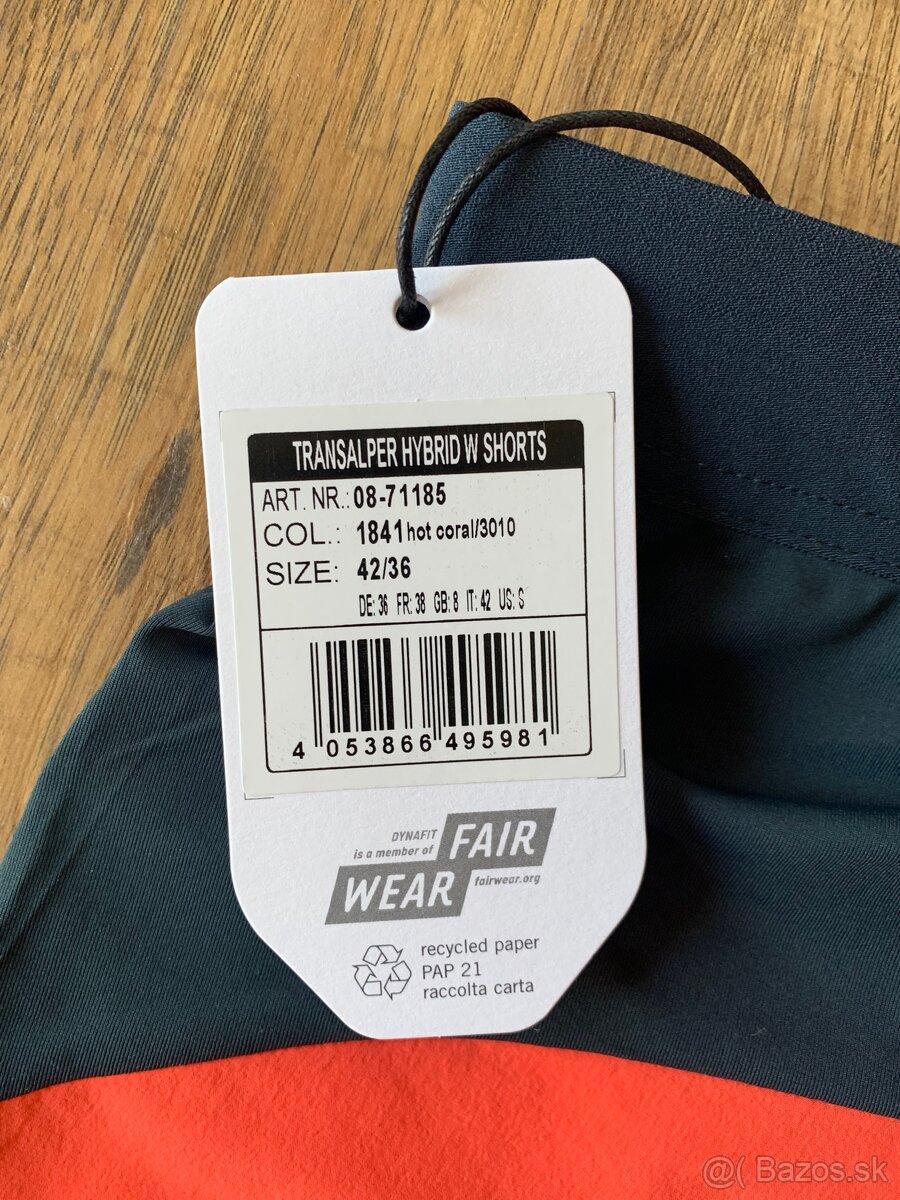 TRANSALPER HYBRID W SHORTS
ART. NR.: 08-71185
COL.: 1841 hot coral/3010
SIZE: 42/36
DE: 36 FR: 38 GB: 8 IT: 42 US: S
4 053866 495981
DYNAFIT
is a member of
FAIR
WEAR
fairwear.org
recycled paper
PAP 21
raccolta carta
@( Bazos.sk